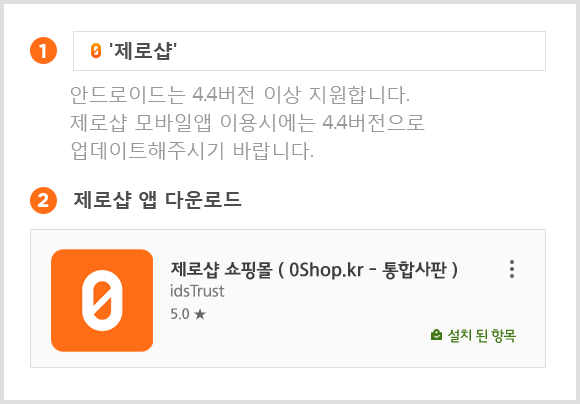 1 0 '제로샵'
안드로이드는 4.4버전 이상 지원합니다.
제로샵 모바일앱 이용시에는 4.4버전으로
업데이트해주시기 바랍니다.
2 제로샵 앱 다운로드
0
제로샵 쇼핑몰 ( 0Shop.kr - 통합사판 )
idsTrust
5.0 ★
설치 된 항목